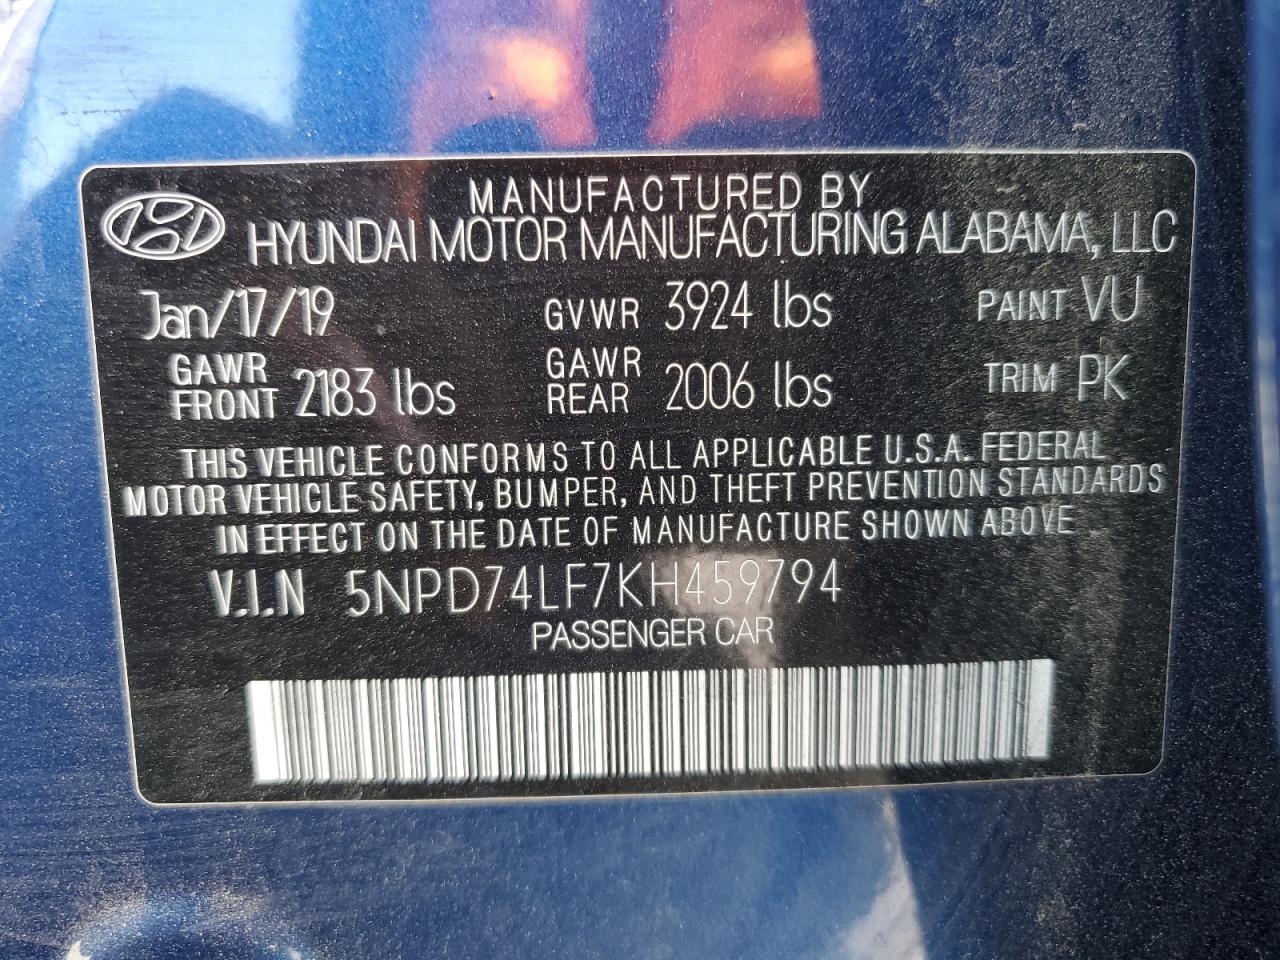 MANUFACTURED BY
HYUNDAI MOTOR MANUFACTURING ALABAMA, LLC
Jan/17/19 GVWR 3924 lbs PAINT VU
GAWR FRONT 2183 lbs GAWR REAR 2006 lbs TRIM PK
THIS VEHICLE CONFORMS TO ALL APPLICABLE U.S.A. FEDERAL
MOTOR VEHICLE SAFETY, BUMPER, AND THEFT PREVENTION STANDARDS
IN EFFECT ON THE DATE OF MANUFACTURE SHOWN ABOVE
V.I.N 5NPD74LF7KH459794
PASSENGER CAR